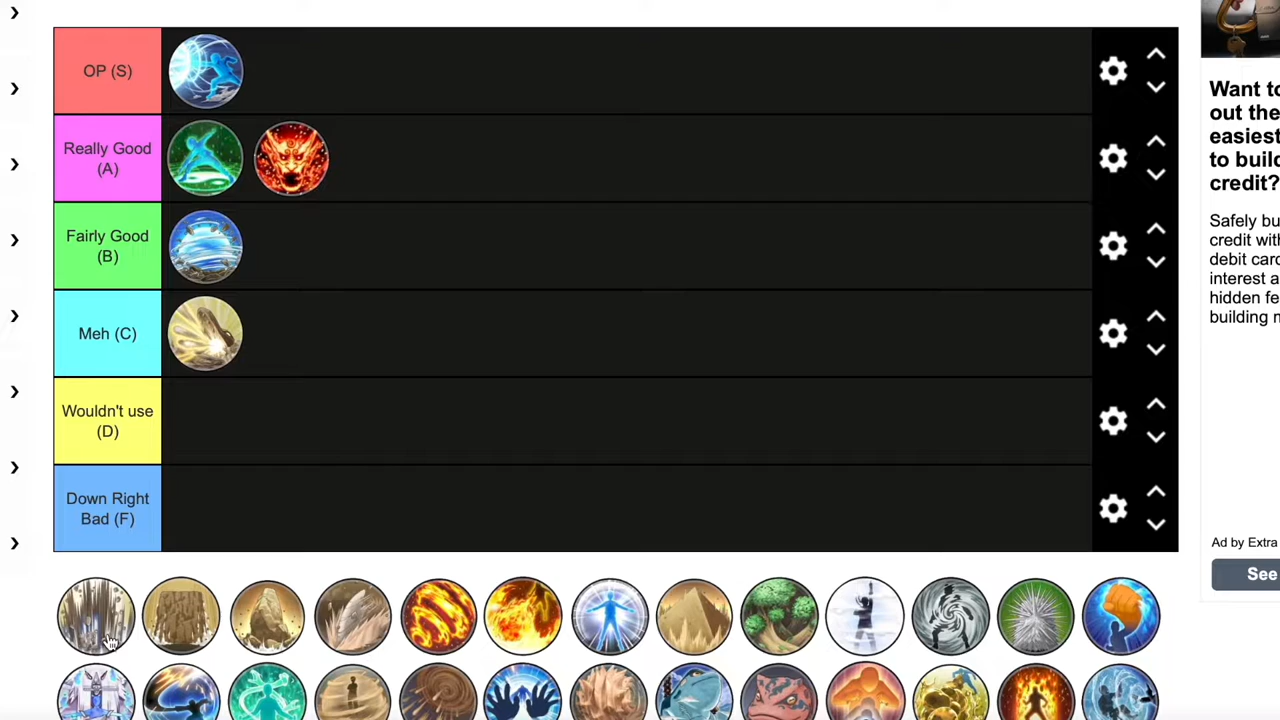 OP (S)
Really Good
(A)
Fairly Good
(B)
Meh (C)
Wouldn't use
(D)
Down Right
Bad (F)
Want to
out the
easiest
to build
credit?
Safely bu
credit with
debit card
interest a
hidden fe
building n
Ad by Extra
See